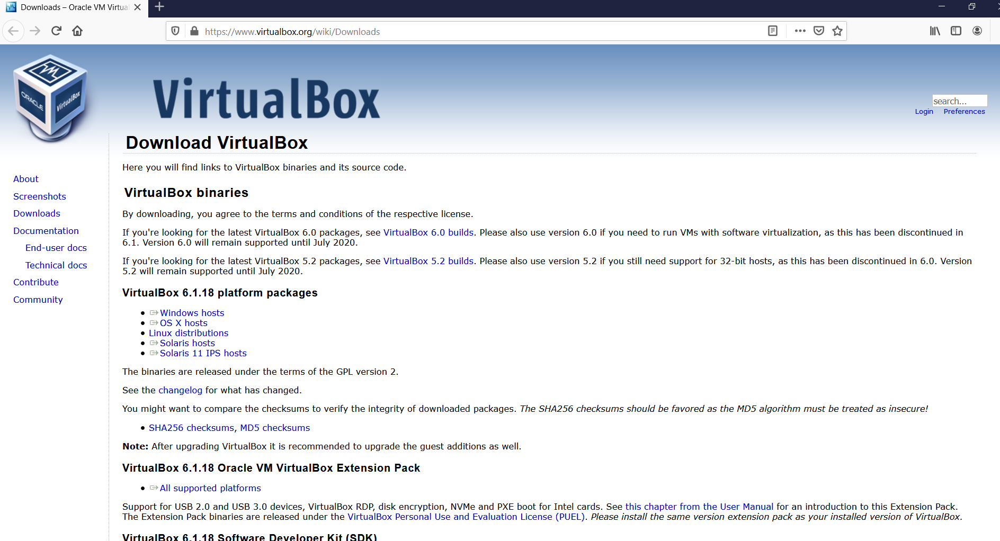 Downloads – Oracle VM Virtual
https://www.virtualbox.org/wiki/Downloads
ORACLE
VirtualBox
VirtualBox
search...
Login Preferences
Download VirtualBox
Here you will find links to VirtualBox binaries and its source code.
About
Screenshots
Downloads
Documentation
End-user docs
Technical docs
Contribute
Community
VirtualBox binaries
By downloading, you agree to the terms and conditions of the respective license.
If you're looking for the latest VirtualBox 6.0 packages, see VirtualBox 6.0 builds. Please also use version 6.0 if you need to run VMs with software virtualization, as this has been discontinued in
6.1. Version 6.0 will remain supported until July 2020.
If you're looking for the latest VirtualBox 5.2 packages, see VirtualBox 5.2 builds. Please also use version 5.2 if you still need support for 32-bit hosts, as this has been discontinued in 6.0. Version
5.2 will remain supported until July 2020.
VirtualBox 6.1.18 platform packages
• Windows hosts
• OS X hosts
• Linux distributions
• Solaris hosts
• Solaris 11 IPS hosts
The binaries are released under the terms of the GPL version 2.
See the changelog for what has changed.
You might want to compare the checksums to verify the integrity of downloaded packages. The SHA256 checksums should be favored as the MD5 algorithm must be treated as insecure!
• SHA256 checksums, MD5 checksums
Note: After upgrading VirtualBox it is recommended to upgrade the guest additions as well.
VirtualBox 6.1.18 Oracle VM VirtualBox Extension Pack
• All supported platforms
Support for USB 2.0 and USB 3.0 devices, VirtualBox RDP, disk encryption, NVMe and PXE boot for Intel cards. See this chapter from the User Manual for an introduction to this Extension Pack.
The Extension Pack binaries are released under the VirtualBox Personal Use and Evaluation License (PUEL). Please install the same version extension pack as your installed version of VirtualBox.
VirtualBox 6.1.18 Software Developer Kit (SDK)